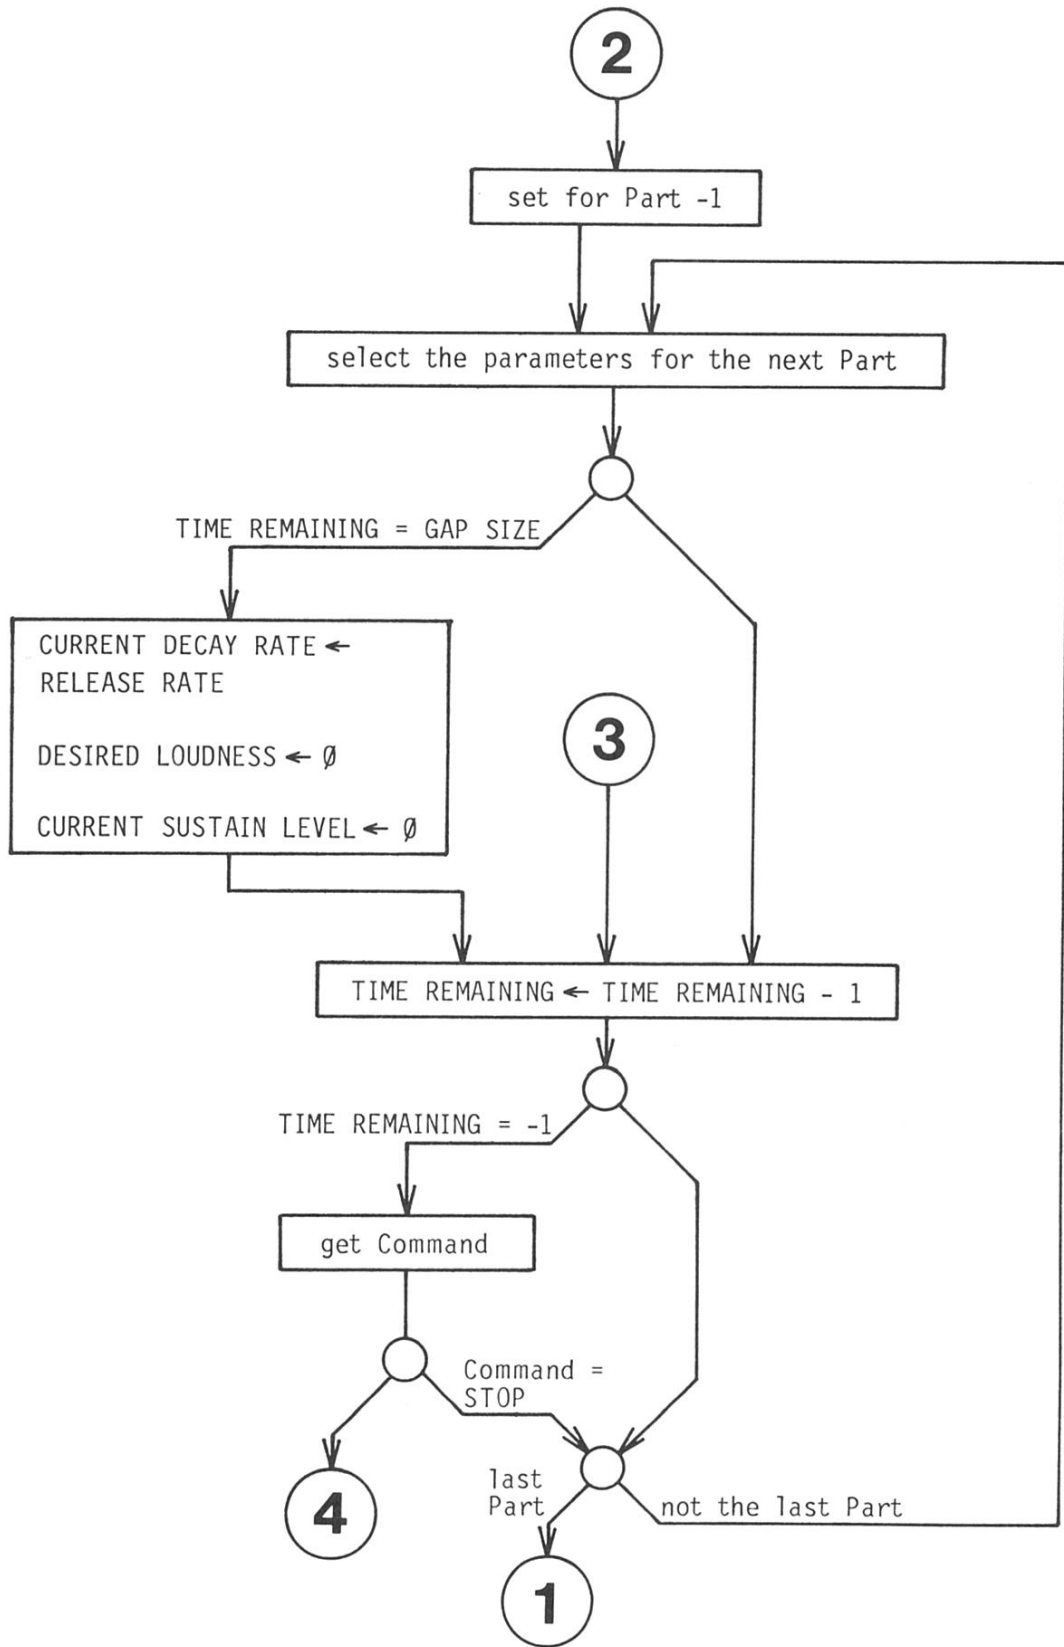 2
set for Part -1
select the parameters for the next Part
TIME REMAINING = GAP SIZE
CURRENT DECAY RATE ←
RELEASE RATE
DESIRED LOUDNESS ← Ø
CURRENT SUSTAIN LEVEL ← Ø
3
TIME REMAINING ← TIME REMAINING - 1
TIME REMAINING = -1
get Command
Command =
STOP
last
Part
not the last Part
4
1